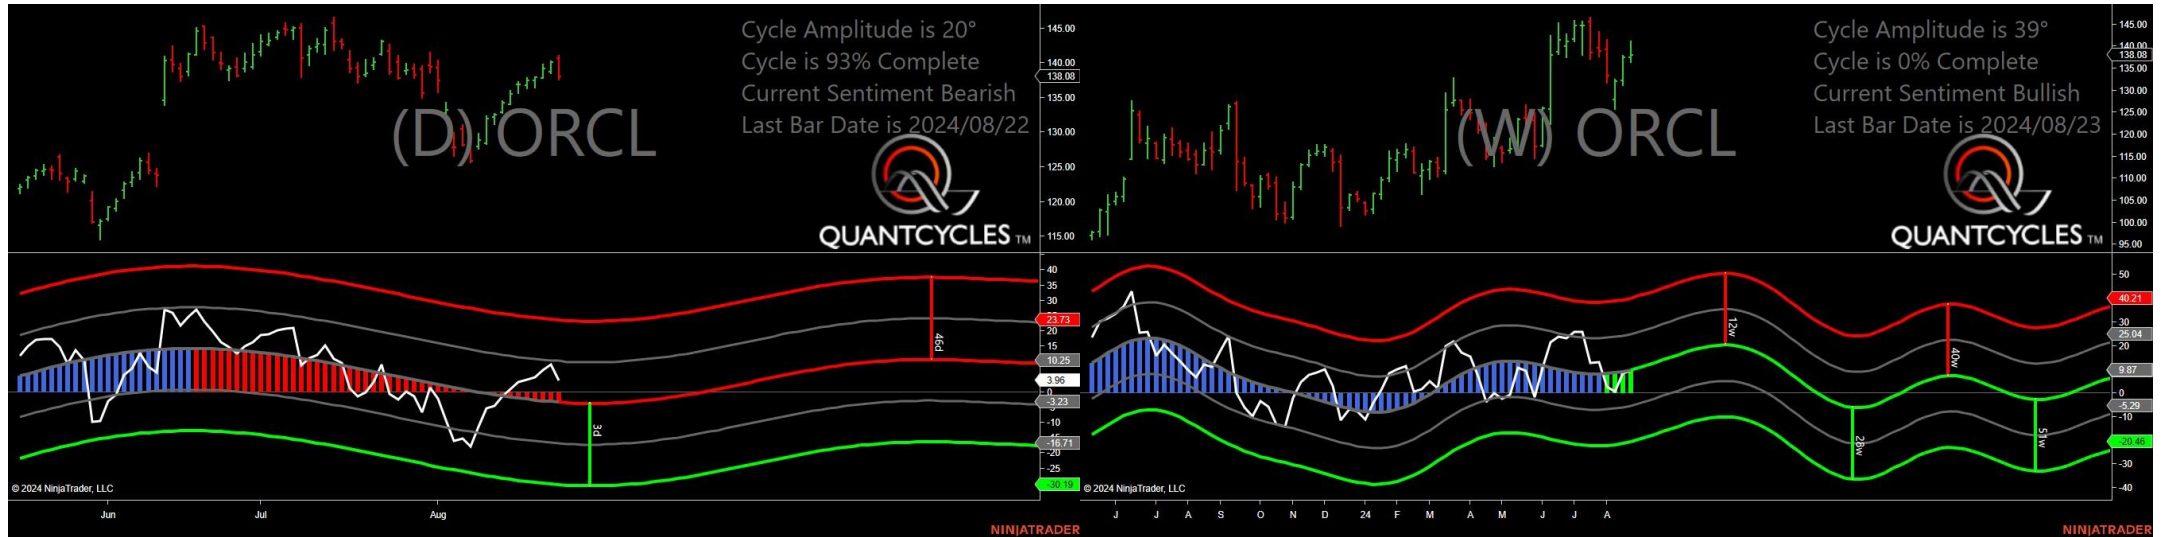 Cycle Amplitude is 20°
Cycle is 93% Complete
Current Sentiment Bearish
Last Bar Date is 2024/08/22
(D) ORCL
QUANTCYCLES TM
145.00
140.00
138.08
135.00
130.00
125.00
120.00
115.00
40
35
30
23.73
20
15
10.25
3.96
0
-3.23
-10
-16.71
-20
-25
-30.19
46d
3d
© 2024 NinjaTrader, LLC
Jun Jul Aug
NINJATRADER
Cycle Amplitude is 39°
Cycle is 0% Complete
Current Sentiment Bullish
Last Bar Date is 2024/08/23
(W) ORCL
QUANTCYCLES TM
145.00
140.00
138.08
135.00
130.00
125.00
120.00
115.00
110.00
105.00
100.00
95.00
50
40.21
30
25.04
20
9.87
0
-5.29
-10
-20.46
-30
-40
12w
40w
28w
51w
© 2024 NinjaTrader, LLC
J J A S O N D 24 F M A M J J A
NINJATRADER